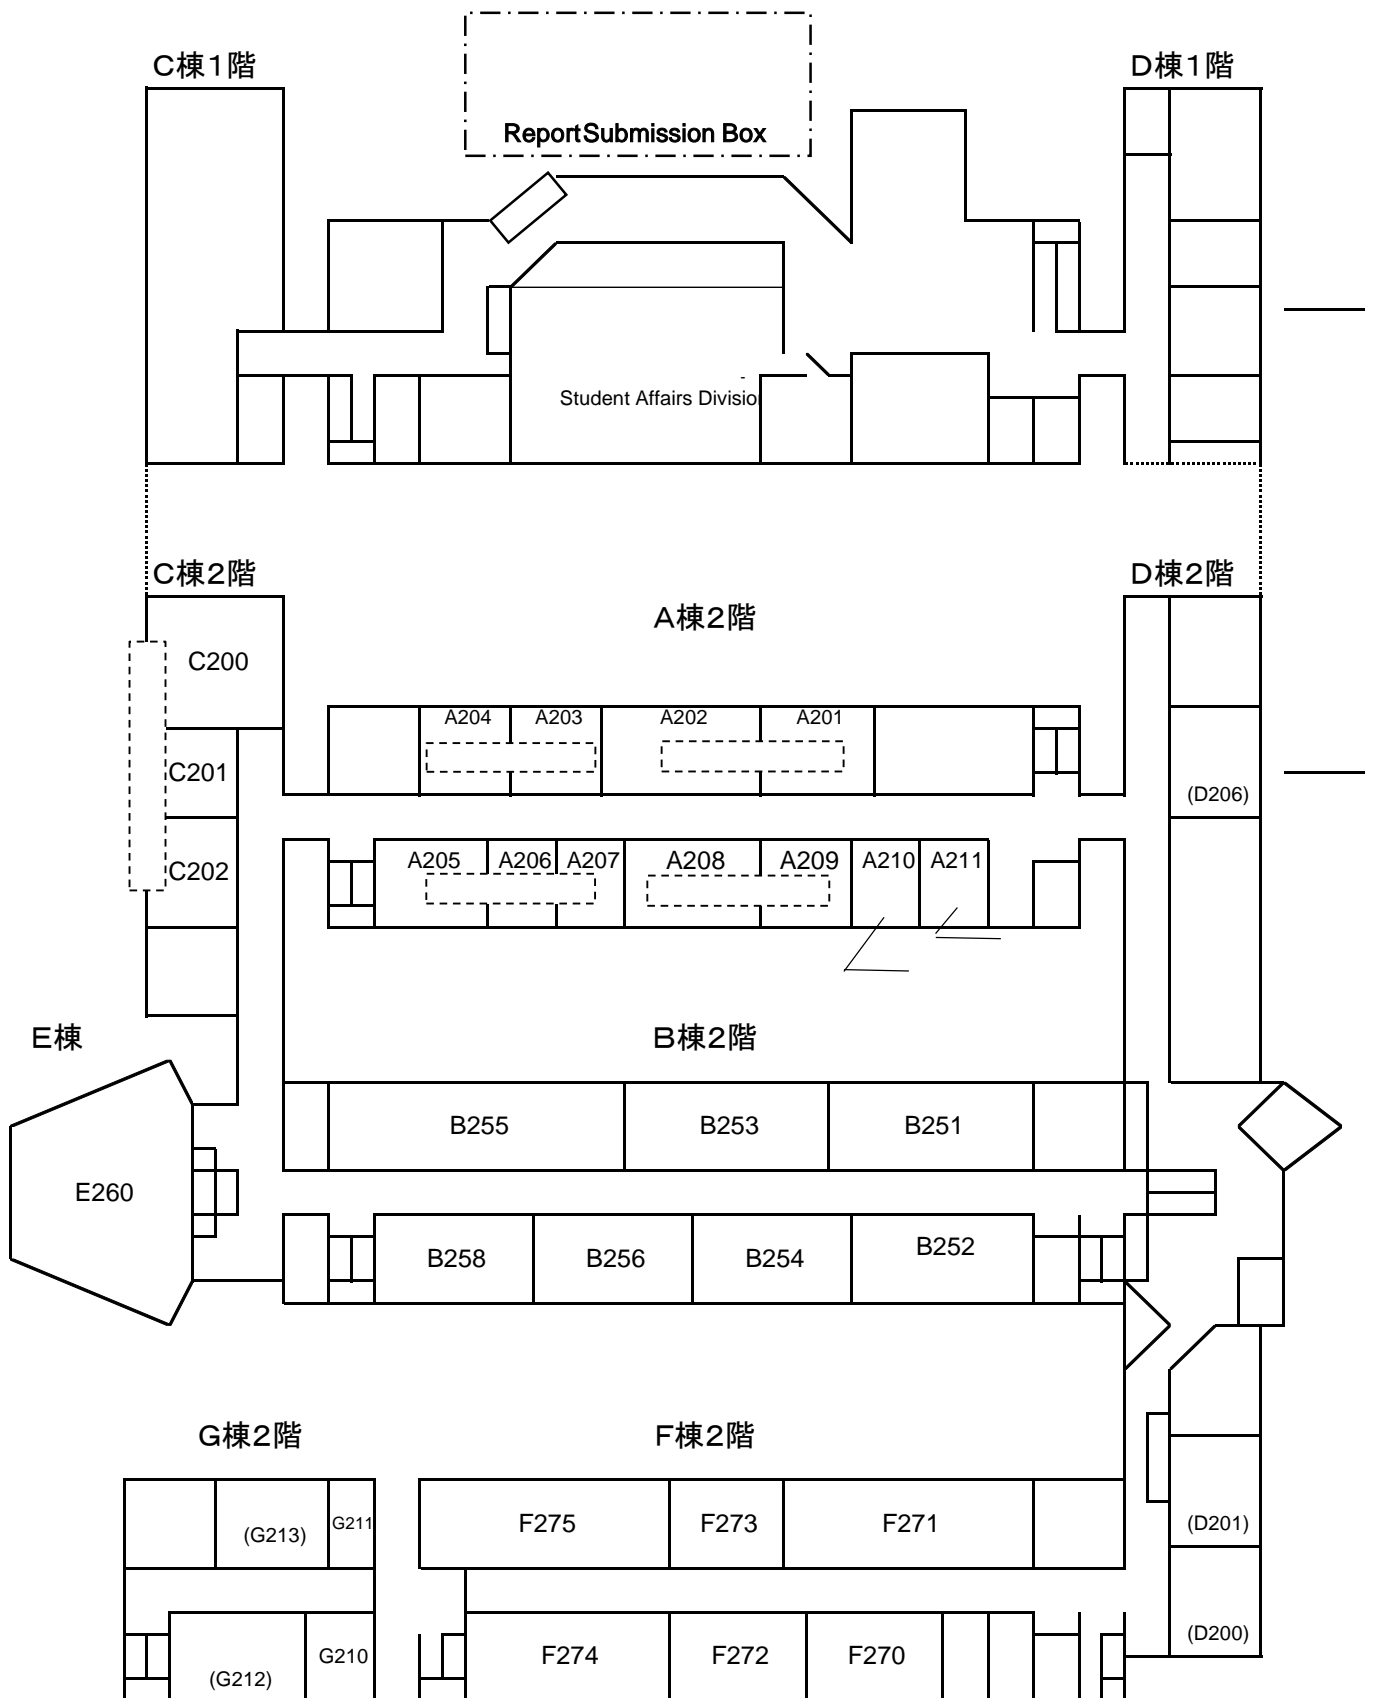 C棟1階
D棟1階
Report Submission Box
Student Affairs Divisio
C棟2階
D棟2階
A棟2階
C200
A204 A203 A202 A201
C201
(D206)
A205 A206 A207 A208 A209 A210 A211
C202
E棟
B棟2階
B255 B253 B251
E260
B258 B256 B254 B252
G棟2階
F棟2階
(G213) G211 F275 F273 F271
(D201)
(D200)
(G212) G210 F274 F272 F270